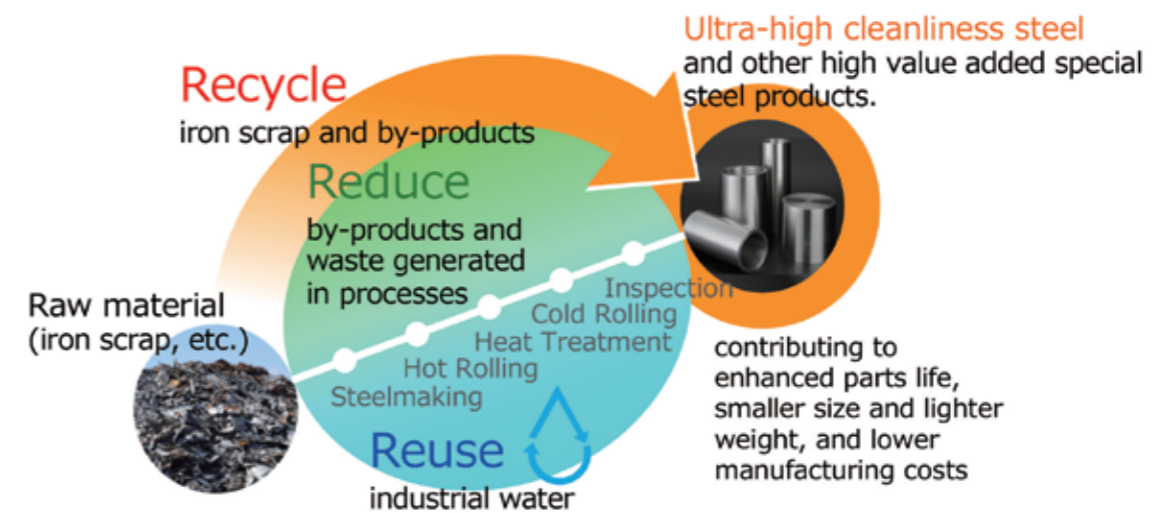 Ultra-high cleanliness steel
and other high value added special
steel products.
Recycle
iron scrap and by-products
Reduce
by-products and
waste generated
in processes
Raw material
(iron scrap, etc.)
Inspection
Cold Rolling
Heat Treatment
Hot Rolling
Steelmaking
Reuse
industrial water
contributing to
enhanced parts life,
smaller size and lighter
weight, and lower
manufacturing costs